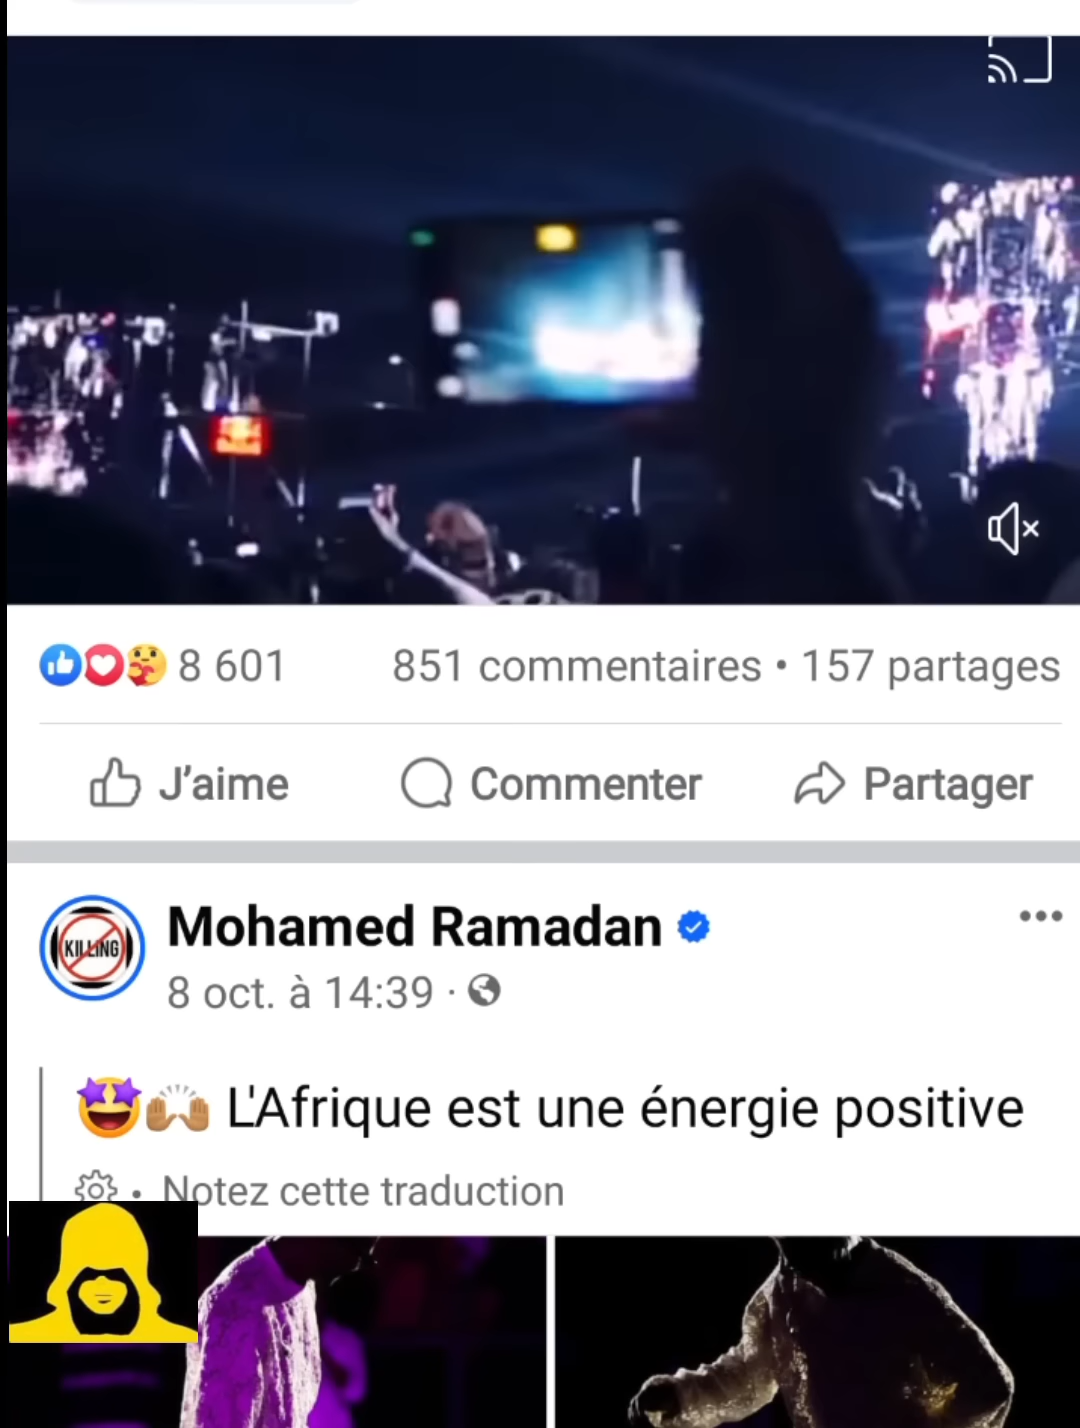 8 601 851 commentaires • 157 partages
J'aime Commenter Partager
KILLING
Mohamed Ramadan
8 oct. à 14:39 ·
L'Afrique est une énergie positive
• Notez cette traduction